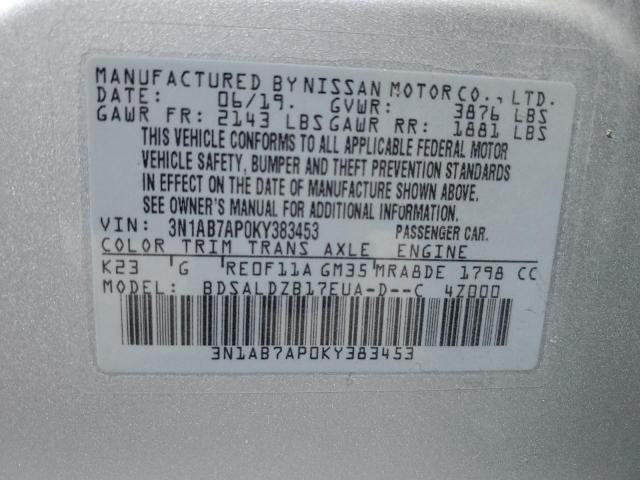 MANUFACTURED BY NISSAN MOTOR CO., LTD.
DATE: 06/19. GVWR: 3876 LBS
GAWR FR: 2143 LBS GAWR RR: 1881 LBS
THIS VEHICLE CONFORMS TO ALL APPLICABLE FEDERAL MOTOR
VEHICLE SAFETY, BUMPER AND THEFT PREVENTION STANDARDS
IN EFFECT ON THE DATE OF MANUFACTURE SHOWN ABOVE.
SEE OWNER'S MANUAL FOR ADDITIONAL INFORMATION.
VIN: 3N1AB7AP0KY383453 PASSENGER CAR.
COLOR TRIM TRANS AXLE ENGINE
K23 G RE0F11A GM35 MRA8DE 1798 CC
MODEL: BDSALDZB17EUA-D--C 4Z000
3N1AB7AP0KY383453